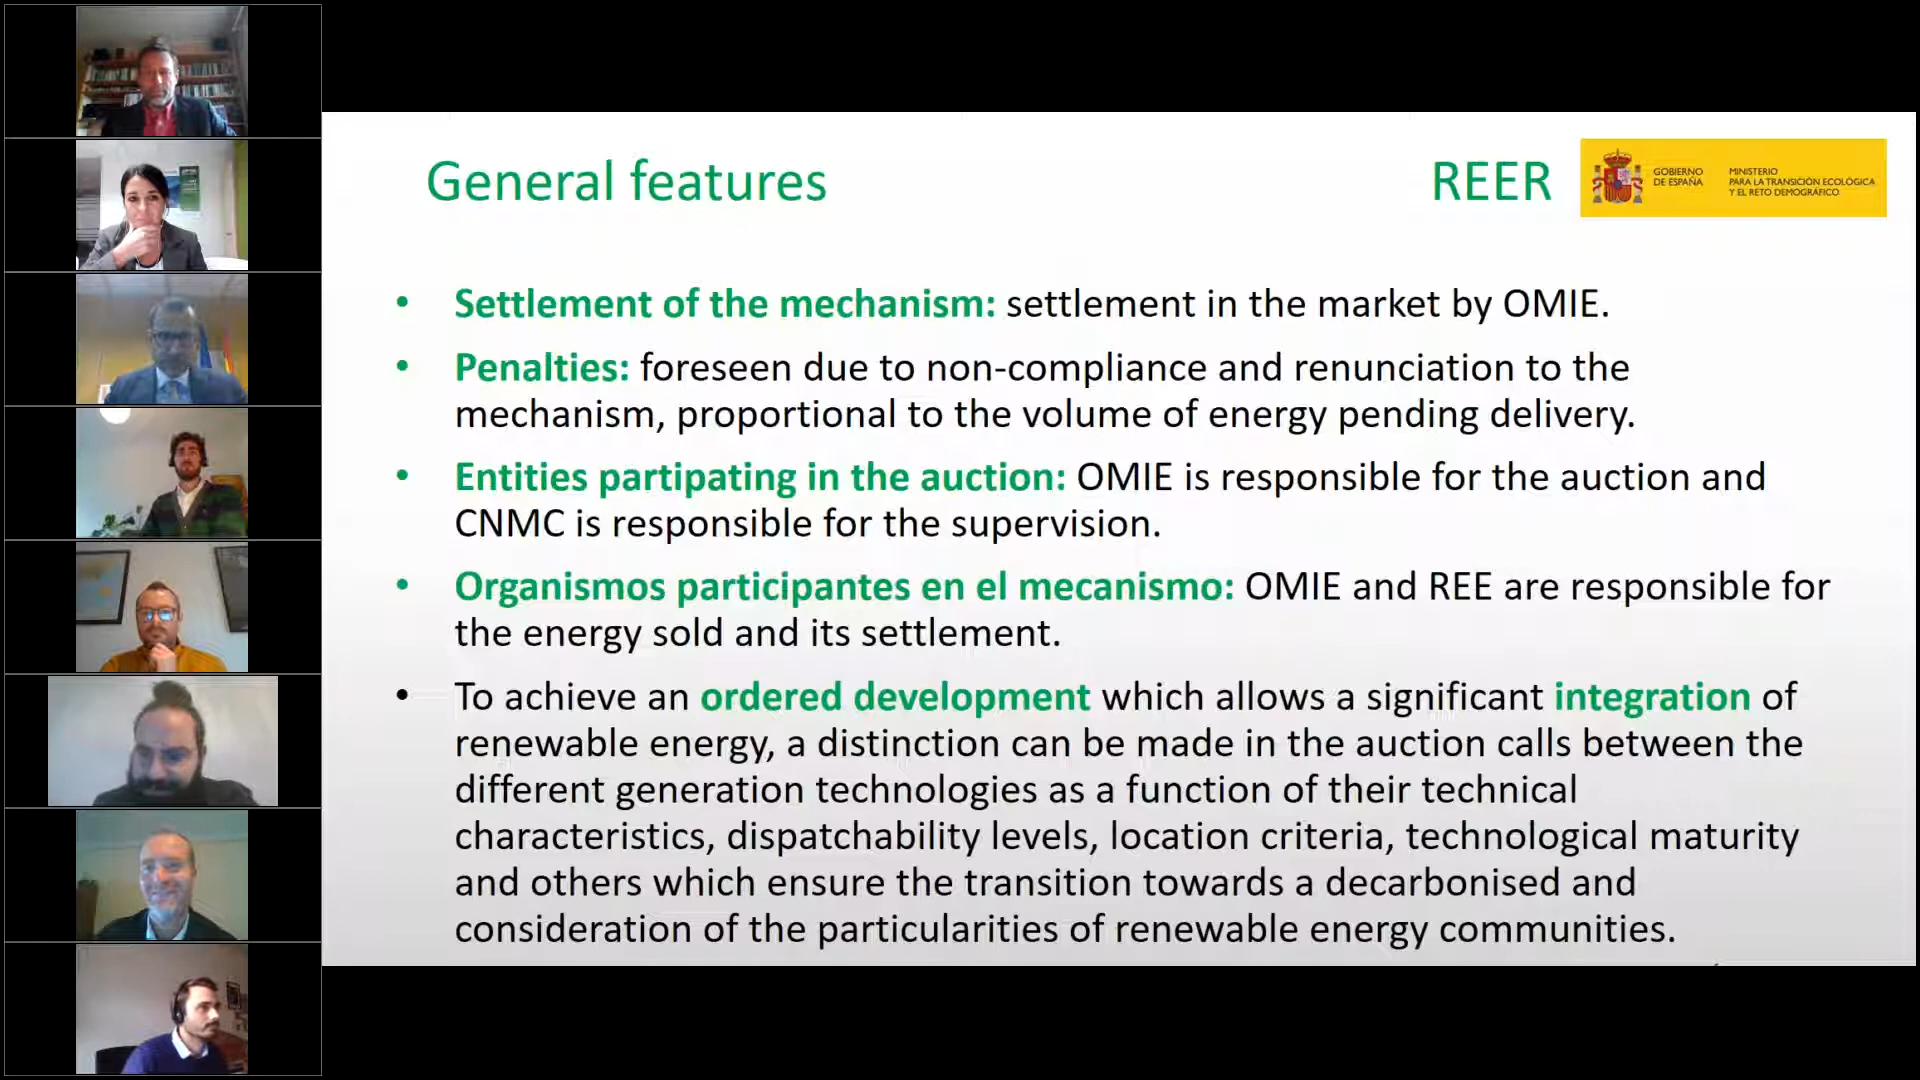 General features
REER
GOBIERNO
DE ESPAÑA
MINISTERIO
PARA LA TRANSICIÓN ECOLÓGICA
Y EL RETO DEMOGRÁFICO
• Settlement of the mechanism: settlement in the market by OMIE.
• Penalties: foreseen due to non-compliance and renunciation to the
mechanism, proportional to the volume of energy pending delivery.
• Entities partipating in the auction: OMIE is responsible for the auction and
CNMC is responsible for the supervision.
• Organismos participantes en el mecanismo: OMIE and REE are responsible for
the energy sold and its settlement.
• To achieve an ordered development which allows a significant integration of
renewable energy, a distinction can be made in the auction calls between the
different generation technologies as a function of their technical
characteristics, dispatchability levels, location criteria, technological maturity
and others which ensure the transition towards a decarbonised and
consideration of the particularities of renewable energy communities.